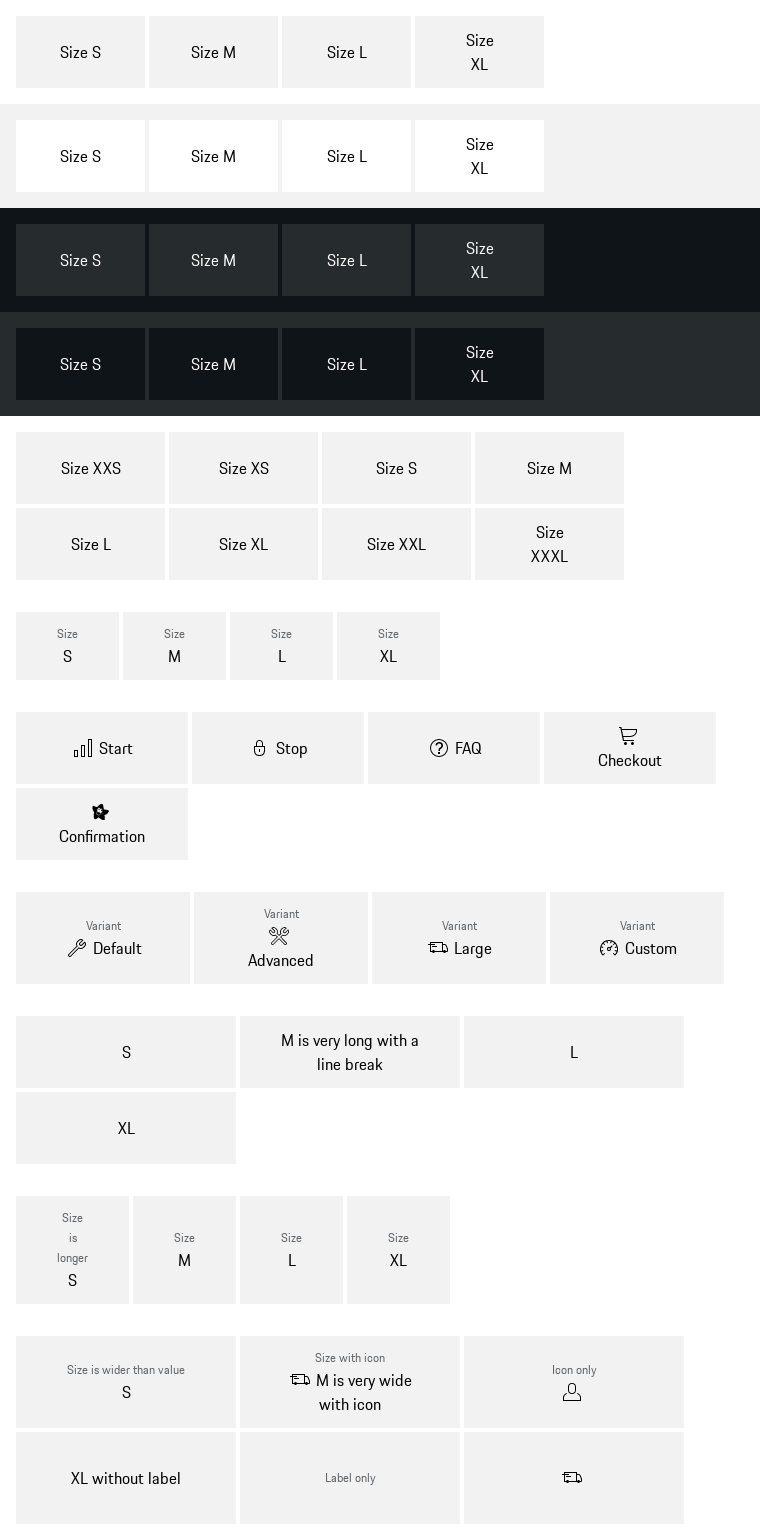 Size S Size M Size L Size
XL
Size S Size M Size L Size
XL
Size S Size M Size L Size
XL
Size S Size M Size L Size
XL
Size XXS Size XS Size S Size M
Size L Size XL Size XXL Size
XXXL
Size Size Size Size
S M L XL
Start Stop FAQ
Checkout
Confirmation
Variant Variant Variant Variant
Default Advanced Large Custom
S M is very long with a
line break L
XL
Size
is
longer
S
Size
M
Size
L
Size
XL
Size is wider than value
S
Size with icon
M is very wide
with icon
Icon only
XL without label
Label only